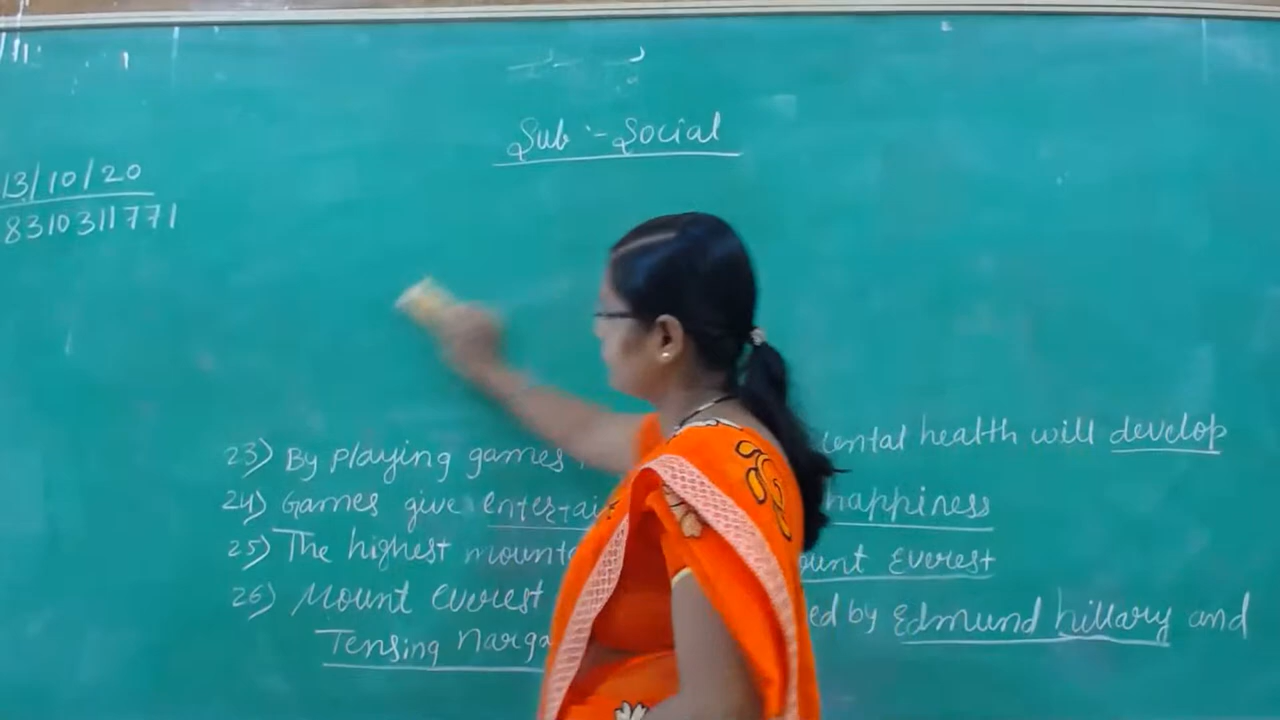 Sub :- Social
13/10/20
8310311771
23) By playing games ental health will develop
24) Games give entertai happiness
25) The highest mounta ount Everest
26) Mount Everest ed by Edmund hillary and
Tensing Narga